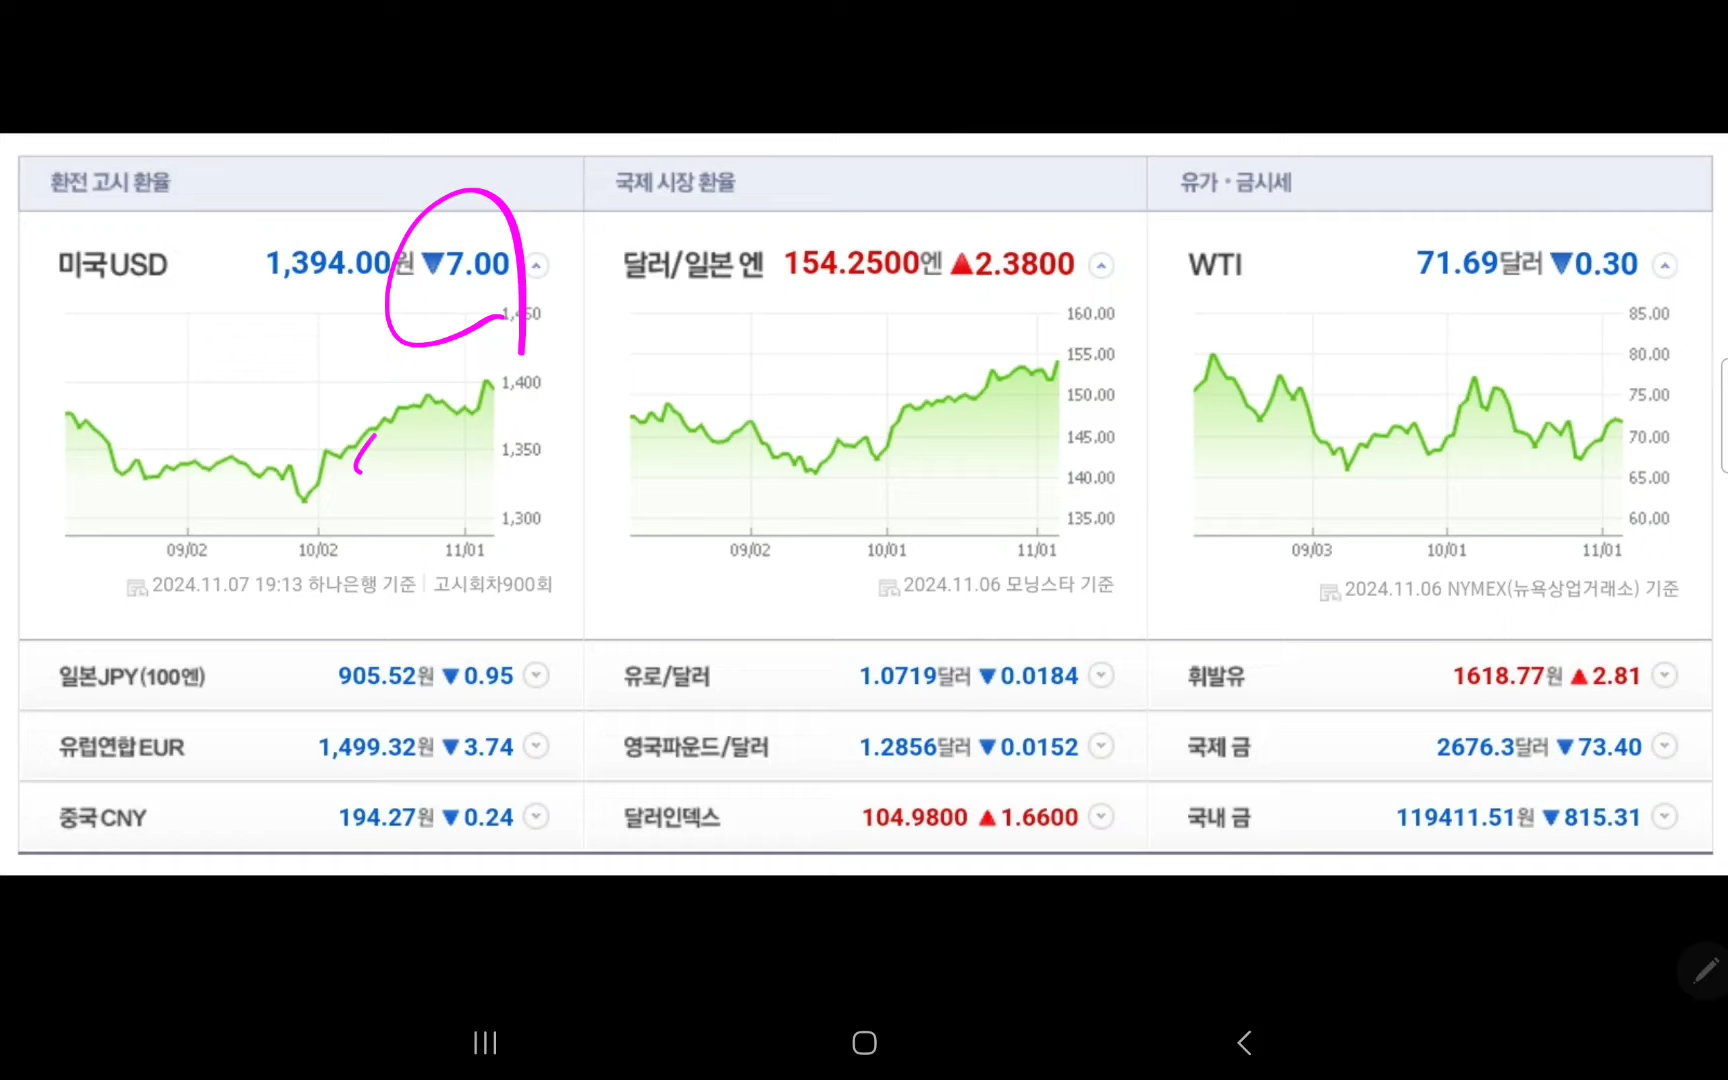 환전 고시 환율
미국 USD 1,394.00원 ▼7.00
1,450
1,400
1,350
1,300
09/02 10/02 11/01
2024.11.07 19:13 하나은행 기준 고시회차900회
일본 JPY(100엔) 905.52원 ▼0.95
유럽연합 EUR 1,499.32원 ▼3.74
중국 CNY 194.27원 ▼0.24
국제 시장 환율
달러/일본 엔 154.2500엔 ▲2.3800
160.00
155.00
150.00
145.00
140.00
135.00
09/02 10/01 11/01
2024.11.06 모닝스타 기준
유로/달러 1.0719달러 ▼0.0184
영국파운드/달러 1.2856달러 ▼0.0152
달러인덱스 104.9800 ▲1.6600
유가·금시세
WTI 71.69달러 ▼0.30
85.00
80.00
75.00
70.00
65.00
60.00
09/03 10/01 11/01
2024.11.06 NYMEX(뉴욕상업거래소) 기준
휘발유 1618.77원 ▲2.81
국제 금 2676.3달러 ▼73.40
국내 금 119411.51원 ▼815.31